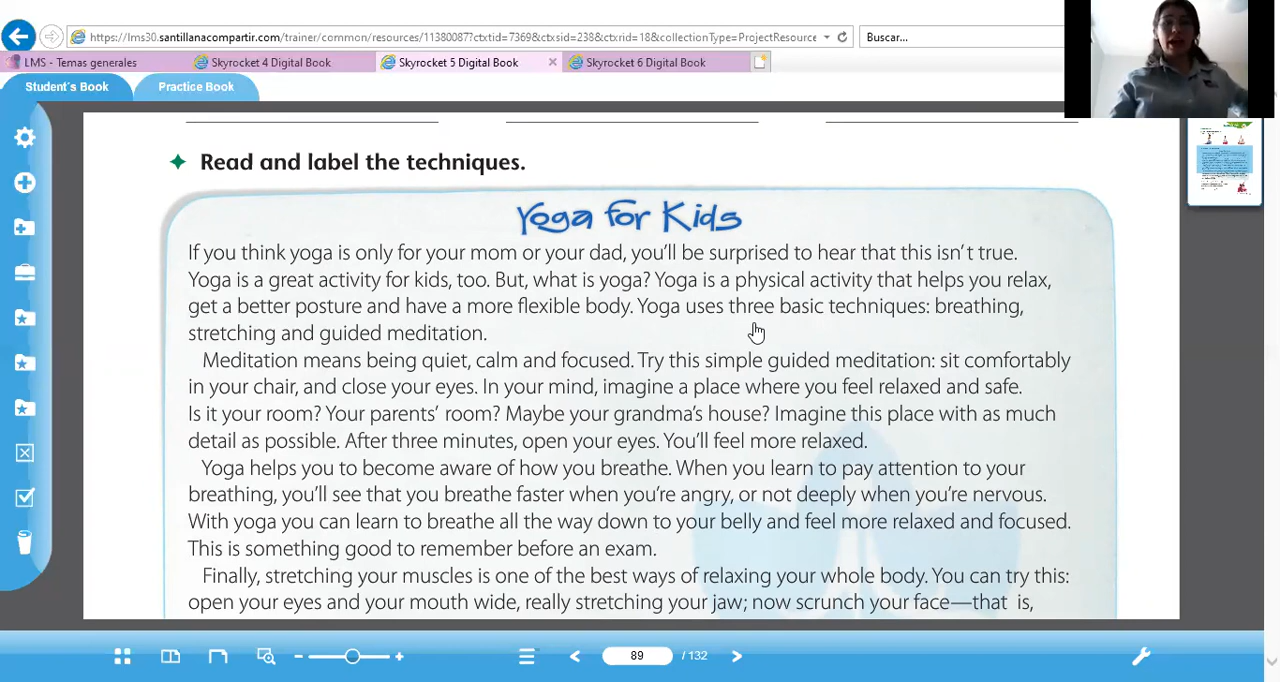 https://lms30.santillanacompartir.com/trainer/common/resources/11380087?ctxtid=7369&ctxsid=238&ctxrid=18&collectionType=ProjectResource
Buscar...
LMS - Temas generales
Skyrocket 4 Digital Book
Skyrocket 5 Digital Book
Skyrocket 6 Digital Book
Student's Book
Practice Book
Read and label the techniques.
Yoga for Kids
If you think yoga is only for your mom or your dad, you'll be surprised to hear that this isn't true.
Yoga is a great activity for kids, too. But, what is yoga? Yoga is a physical activity that helps you relax,
get a better posture and have a more flexible body. Yoga uses three basic techniques: breathing,
stretching and guided meditation.
Meditation means being quiet, calm and focused. Try this simple guided meditation: sit comfortably
in your chair, and close your eyes. In your mind, imagine a place where you feel relaxed and safe.
Is it your room? Your parents' room? Maybe your grandma's house? Imagine this place with as much
detail as possible. After three minutes, open your eyes. You'll feel more relaxed.
Yoga helps you to become aware of how you breathe. When you learn to pay attention to your
breathing, you'll see that you breathe faster when you're angry, or not deeply when you're nervous.
With yoga you can learn to breathe all the way down to your belly and feel more relaxed and focused.
This is something good to remember before an exam.
Finally, stretching your muscles is one of the best ways of relaxing your whole body. You can try this:
open your eyes and your mouth wide, really stretching your jaw; now scrunch your face—that is,
89 / 132